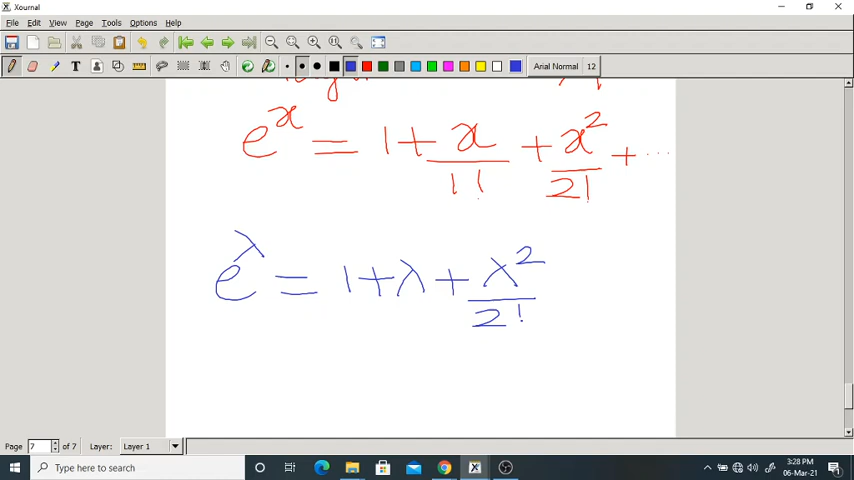 Xournal
File Edit View Page Tools Options Help
Arial Normal 12
e^x = 1 + x/1! + x^2/2! + ....
e^λ = 1 + λ + λ^2/2!
Page 7 of 7 Layer: Layer 1
Type here to search
3:28 PM
06-Mar-21